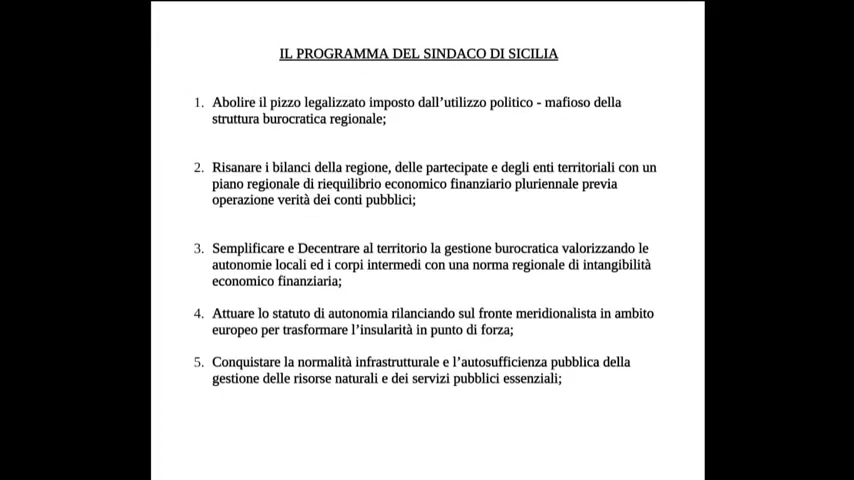 IL PROGRAMMA DEL SINDACO DI SICILIA
1. Abolire il pizzo legalizzato imposto dall’utilizzo politico - mafioso della
struttura burocratica regionale;
2. Risanare i bilanci della regione, delle partecipate e degli enti territoriali con un
piano regionale di riequilibrio economico finanziario pluriennale previa
operazione verità dei conti pubblici;
3. Semplificare e Decentrare al territorio la gestione burocratica valorizzando le
autonomie locali ed i corpi intermedi con una norma regionale di intangibilità
economico finanziaria;
4. Attuare lo statuto di autonomia rilanciando sul fronte meridionalista in ambito
europeo per trasformare l’insularità in punto di forza;
5. Conquistare la normalità infrastrutturale e l’autosufficienza pubblica della
gestione delle risorse naturali e dei servizi pubblici essenziali;